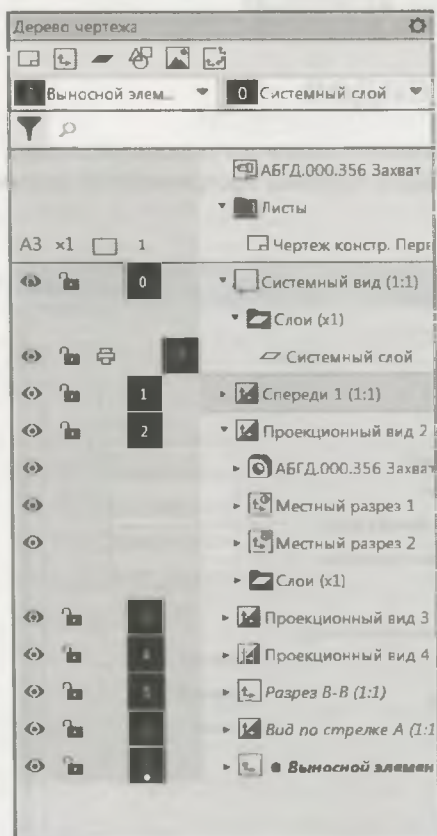 Дерево чертежа
Выносной элем... 0 Системный слой
АБГД.000.356 Захват
Листы
А3 x1 1 Чертеж констр. Перв
0 Системный вид (1:1)
Слои (x1)
Системный слой
1 Спереди 1 (1:1)
2 Проекционный вид 2
АБГД.000.356 Захват
Местный разрез 1
Местный разрез 2
Слои (x1)
Проекционный вид 3
4 Проекционный вид 4
5 Разрез В-В (1:1)
Вид по стрелке А (1:1
Выносной элемен